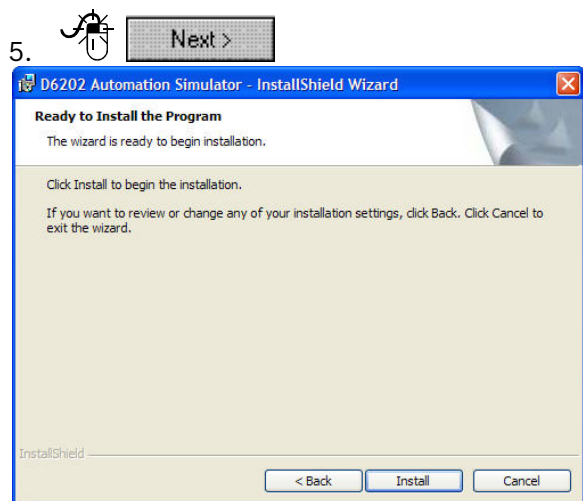 5. Next >
D6202 Automation Simulator - InstallShield Wizard
Ready to Install the Program
The wizard is ready to begin installation.
Click Install to begin the installation.
If you want to review or change any of your installation settings, click Back. Click Cancel to
exit the wizard.
InstallShield
< Back Install Cancel